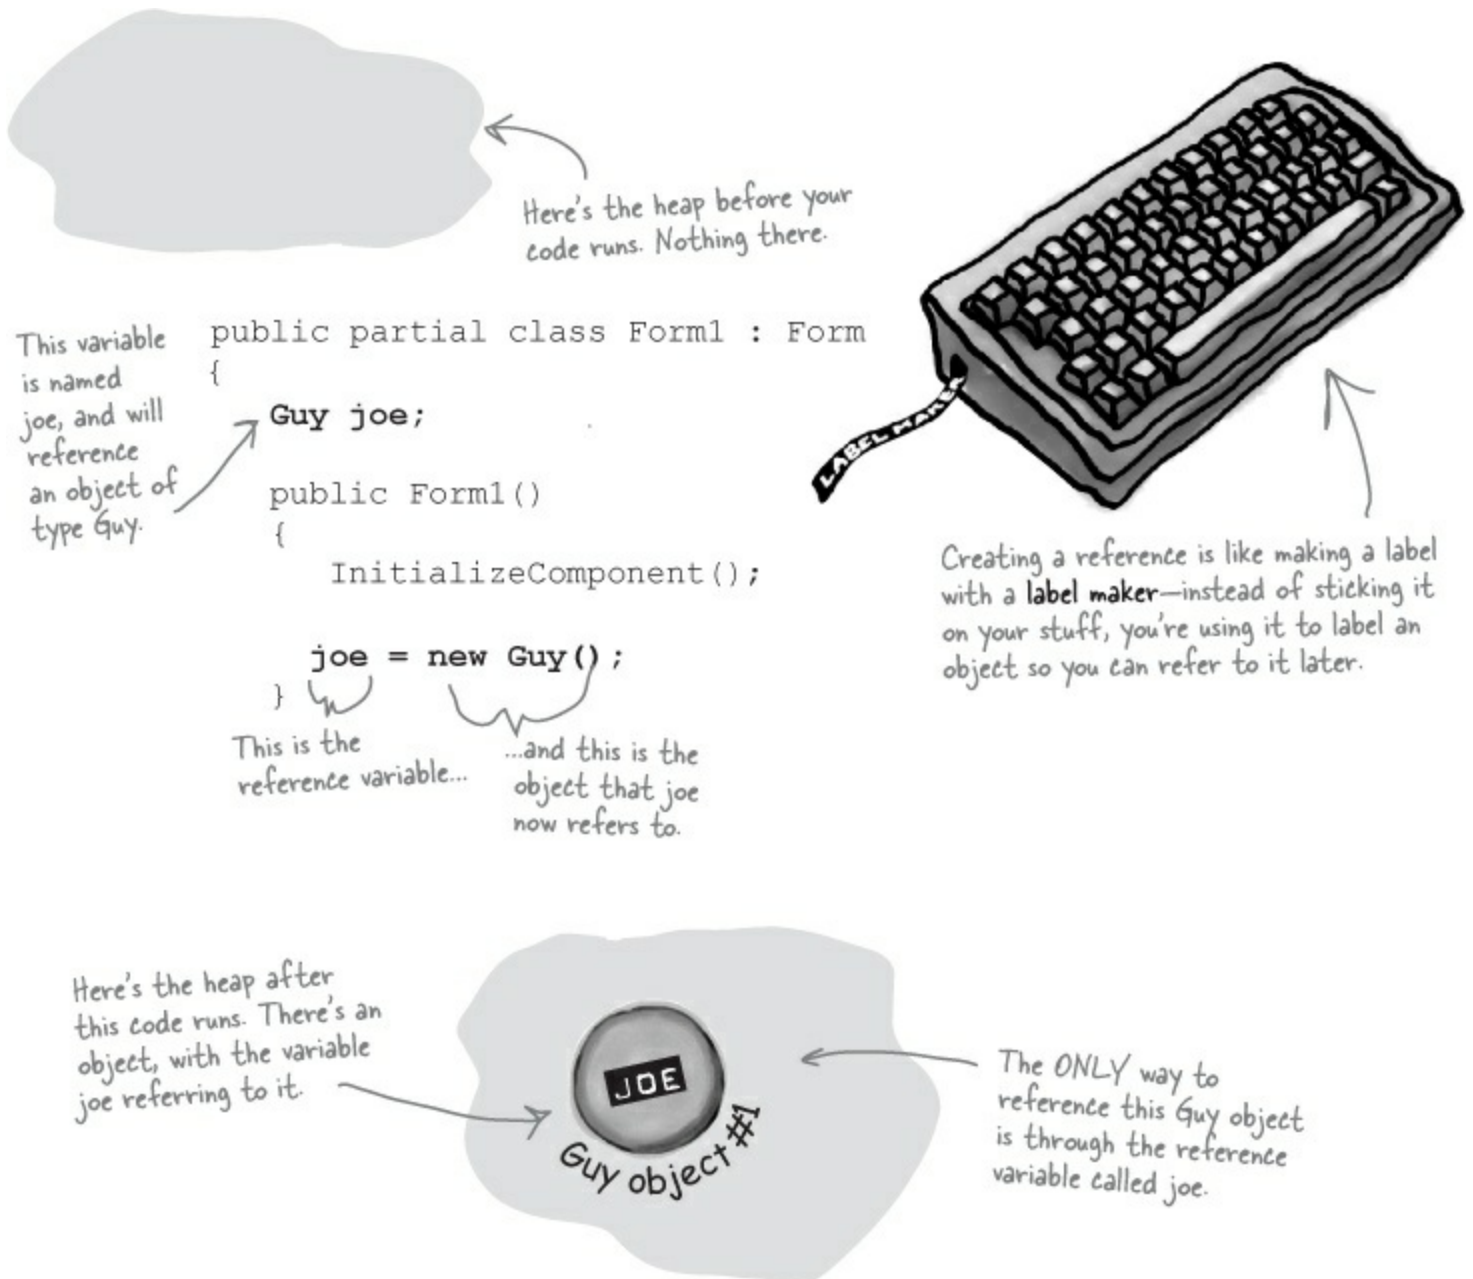 Here's the heap before your
code runs. Nothing there.
This variable
is named
joe, and will
reference
an object of
type Guy.
public partial class Form1 : Form
{
Guy joe;
public Form1()
{
InitializeComponent();
joe = new Guy();
}
This is the
reference variable...
...and this is the
object that joe
now refers to.
LABEL MAKE
Creating a reference is like making a label
with a label maker—instead of sticking it
on your stuff, you're using it to label an
object so you can refer to it later.
Here's the heap after
this code runs. There's an
object, with the variable
joe referring to it.
JOE
Guy object #1
The ONLY way to
reference this Guy object
is through the reference
variable called joe.